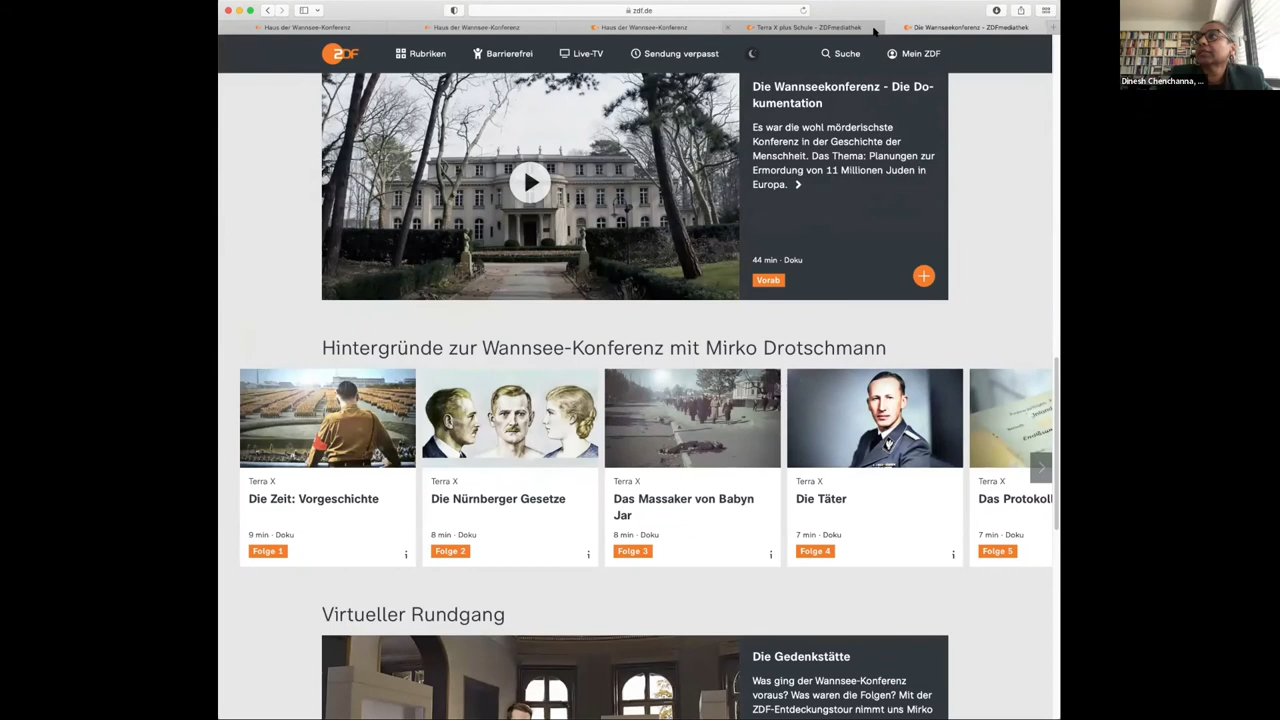 zdf.de
Haus der Wannsee-Konferenz
Haus der Wannsee-Konferenz
Haus der Wannsee-Konferenz
Terra X plus Schule - ZDFmediathek
Die Wannseekonferenz - ZDFmediathek
ZDF
Rubriken
Barrierefrei
Live-TV
Sendung verpasst
Suche
Mein ZDF
Dinesh Chenchanna, ...
Die Wannseekonferenz - Die Do-
kumentation
Es war die wohl mörderischste
Konferenz in der Geschichte der
Menschheit. Das Thema: Planungen zur
Ermordung von 11 Millionen Juden in
Europa.
44 min · Doku
Vorab
Hintergründe zur Wannsee-Konferenz mit Mirko Drotschmann
Terra X
Die Zeit: Vorgeschichte
9 min · Doku
Folge 1
Terra X
Die Nürnberger Gesetze
8 min · Doku
Folge 2
Terra X
Das Massaker von Babyn
Jar
8 min · Doku
Folge 3
Terra X
Die Täter
7 min · Doku
Folge 4
Terra X
Das Protokoll
7 min · Doku
Folge 5
Virtueller Rundgang
Die Gedenkstätte
Was ging der Wannsee-Konferenz
voraus? Was waren die Folgen? Mit der
ZDF-Entdeckungstour nimmt uns Mirko